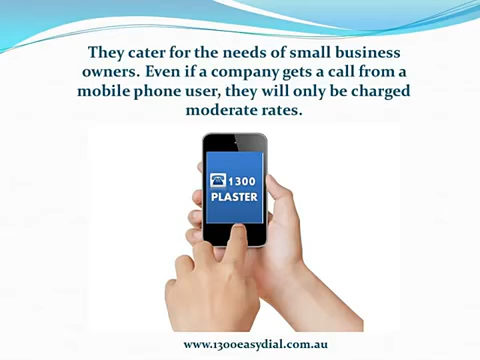 They cater for the needs of small business
owners. Even if a company gets a call from a
mobile phone user, they will only be charged
moderate rates.
☎ 1300
PLASTER
www.1300easydial.com.au